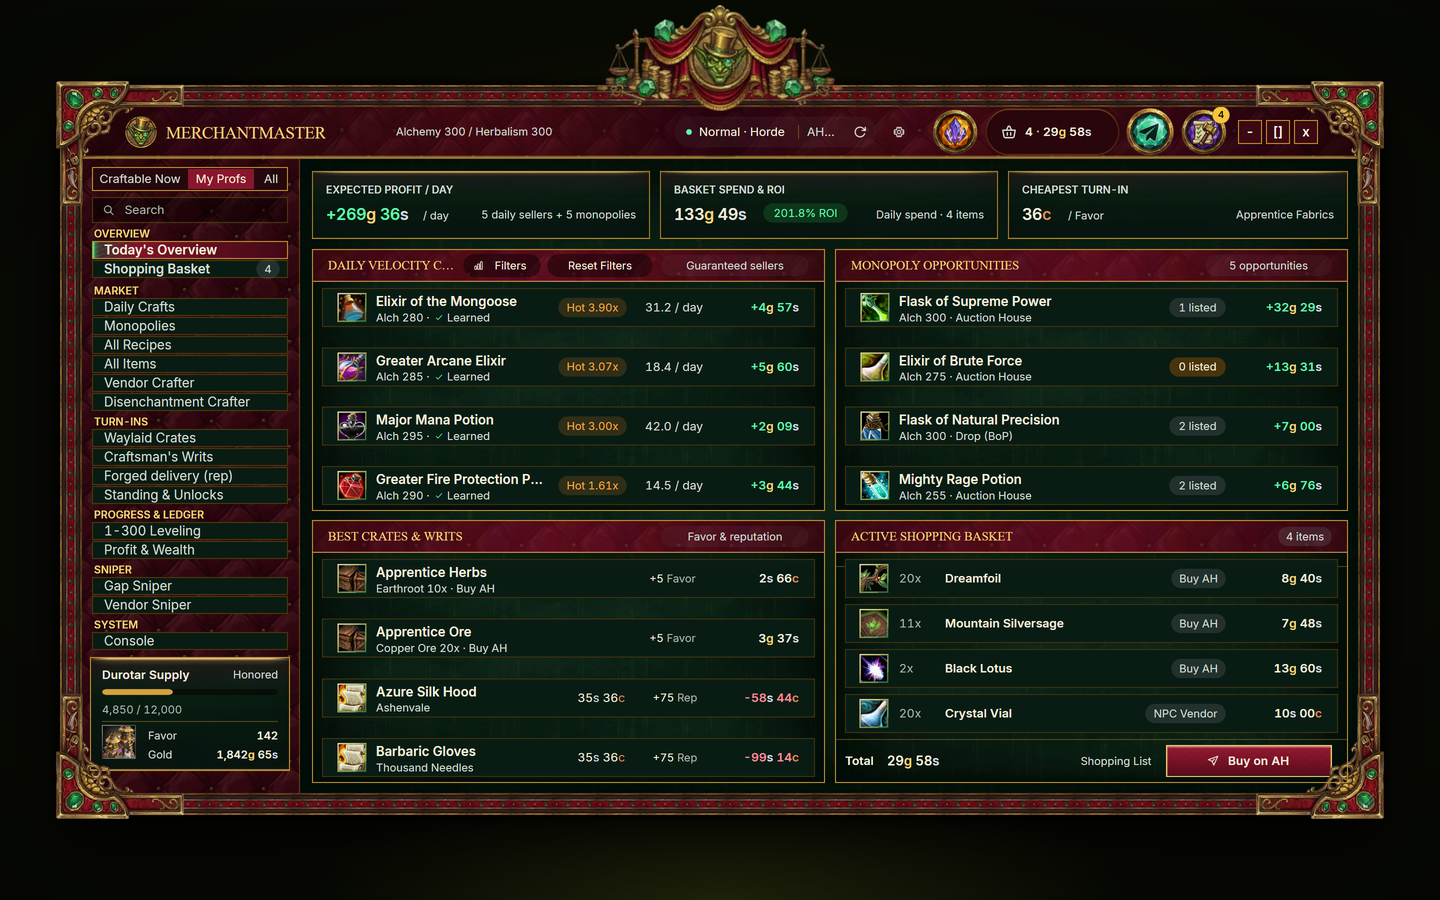 MERCHANTMASTER
Alchemy 300 / Herbalism 300
Normal · Horde
AH...
4 · 29g 58s
4
- [] x
Craftable Now My Profs All
Search
OVERVIEW
Today's Overview
Shopping Basket 4
MARKET
Daily Crafts
Monopolies
All Recipes
All Items
Vendor Crafter
Disenchantment Crafter
TURN-INS
Waylaid Crates
Craftsman's Writs
Forged delivery (rep)
Standing & Unlocks
PROGRESS & LEDGER
1-300 Leveling
Profit & Wealth
SNIPER
Gap Sniper
Vendor Sniper
SYSTEM
Console
Durotar Supply Honored
4,850 / 12,000
Favor 142
Gold 1,842g 65s
EXPECTED PROFIT / DAY
+269g 36s / day 5 daily sellers + 5 monopolies
BASKET SPEND & ROI
133g 49s 201.8% ROI Daily spend · 4 items
CHEAPEST TURN-IN
36c / Favor Apprentice Fabrics
DAILY VELOCITY C... Filters Reset Filters Guaranteed sellers
Elixir of the Mongoose
Alch 280 · ✓ Learned
Hot 3.90x 31.2 / day +4g 57s
Greater Arcane Elixir
Alch 285 · ✓ Learned
Hot 3.07x 18.4 / day +5g 60s
Major Mana Potion
Alch 295 · ✓ Learned
Hot 3.00x 42.0 / day +2g 09s
Greater Fire Protection P...
Alch 290 · ✓ Learned
Hot 1.61x 14.5 / day +3g 44s
MONOPOLY OPPORTUNITIES 5 opportunities
Flask of Supreme Power
Alch 300 · Auction House
1 listed +32g 29s
Elixir of Brute Force
Alch 275 · Auction House
0 listed +13g 31s
Flask of Natural Precision
Alch 300 · Drop (BoP)
2 listed +7g 00s
Mighty Rage Potion
Alch 255 · Auction House
2 listed +6g 76s
BEST CRATES & WRITS Favor & reputation
Apprentice Herbs
Earthroot 10x · Buy AH
+5 Favor 2s 66c
Apprentice Ore
Copper Ore 20x · Buy AH
+5 Favor 3g 37s
Azure Silk Hood
Ashenvale
35s 36c +75 Rep -58s 44c
Barbaric Gloves
Thousand Needles
35s 36c +75 Rep -99s 14c
ACTIVE SHOPPING BASKET 4 items
20x Dreamfoil Buy AH 8g 40s
11x Mountain Silversage Buy AH 7g 48s
2x Black Lotus Buy AH 13g 60s
20x Crystal Vial NPC Vendor 10s 00c
Total 29g 58s Shopping List Buy on AH